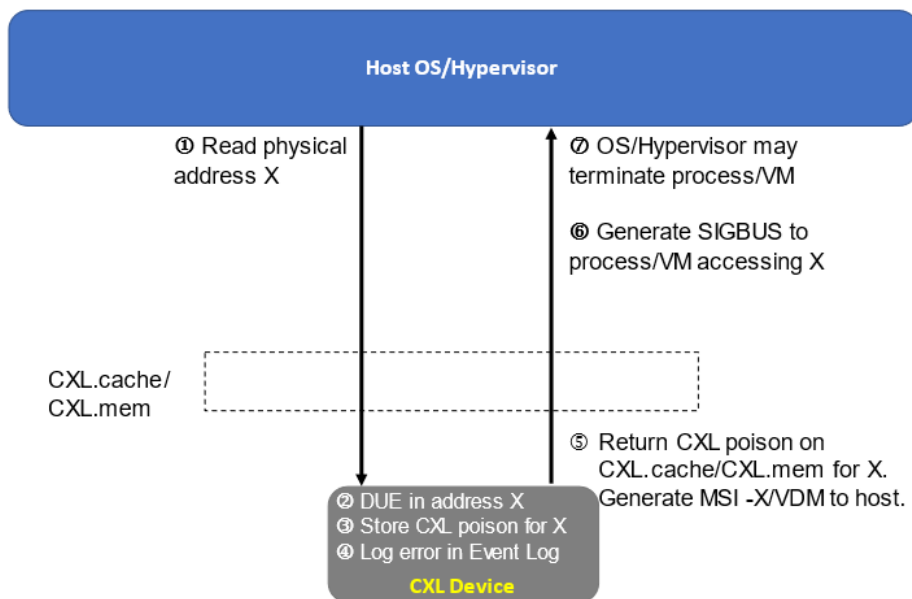 Host OS/Hypervisor
① Read physical
address X
⑦ OS/Hypervisor may
terminate process/VM
⑥ Generate SIGBUS to
process/VM accessing X
CXL.cache/
CXL.mem
⑤ Return CXL poison on
CXL.cache/CXL.mem for X.
Generate MSI -X/VDM to host.
② DUE in address X
③ Store CXL poison for X
④ Log error in Event Log
CXL Device